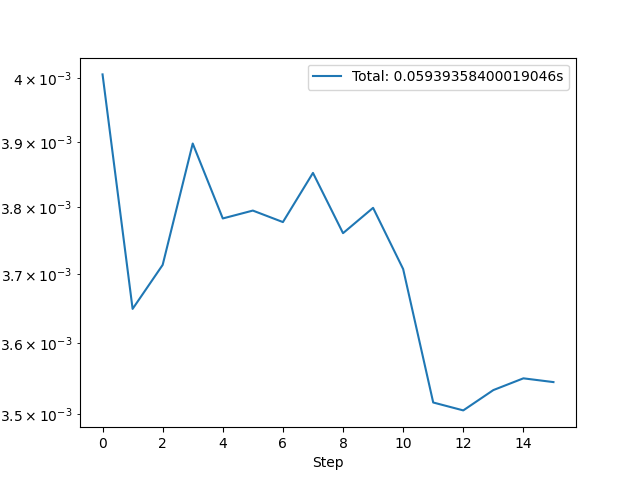 Total: 0.05939358400019046s
4 × 10⁻³
3.9 × 10⁻³
3.8 × 10⁻³
3.7 × 10⁻³
3.6 × 10⁻³
3.5 × 10⁻³
0 2 4 6 8 10 12 14
Step